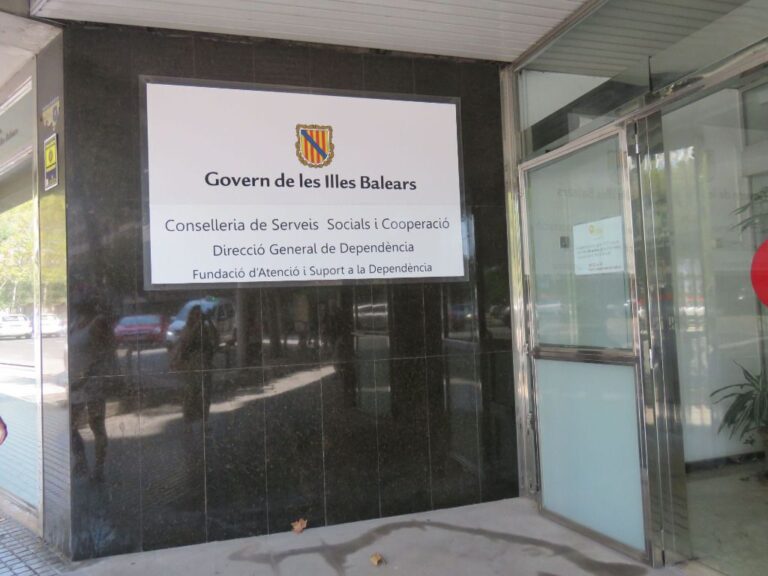 Govern de les Illes Balears
Conselleria de Serveis Socials i Cooperació
Direcció General de Dependència
Fundació d'Atenció i Suport a la Dependència